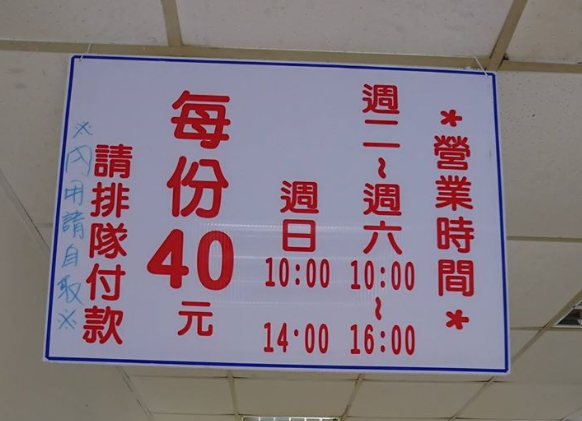 *營業時間*
週二~週六
10:00
~
16:00
週日
10:00
14:00
每份
40
元
請排隊付款
※內用請自取※